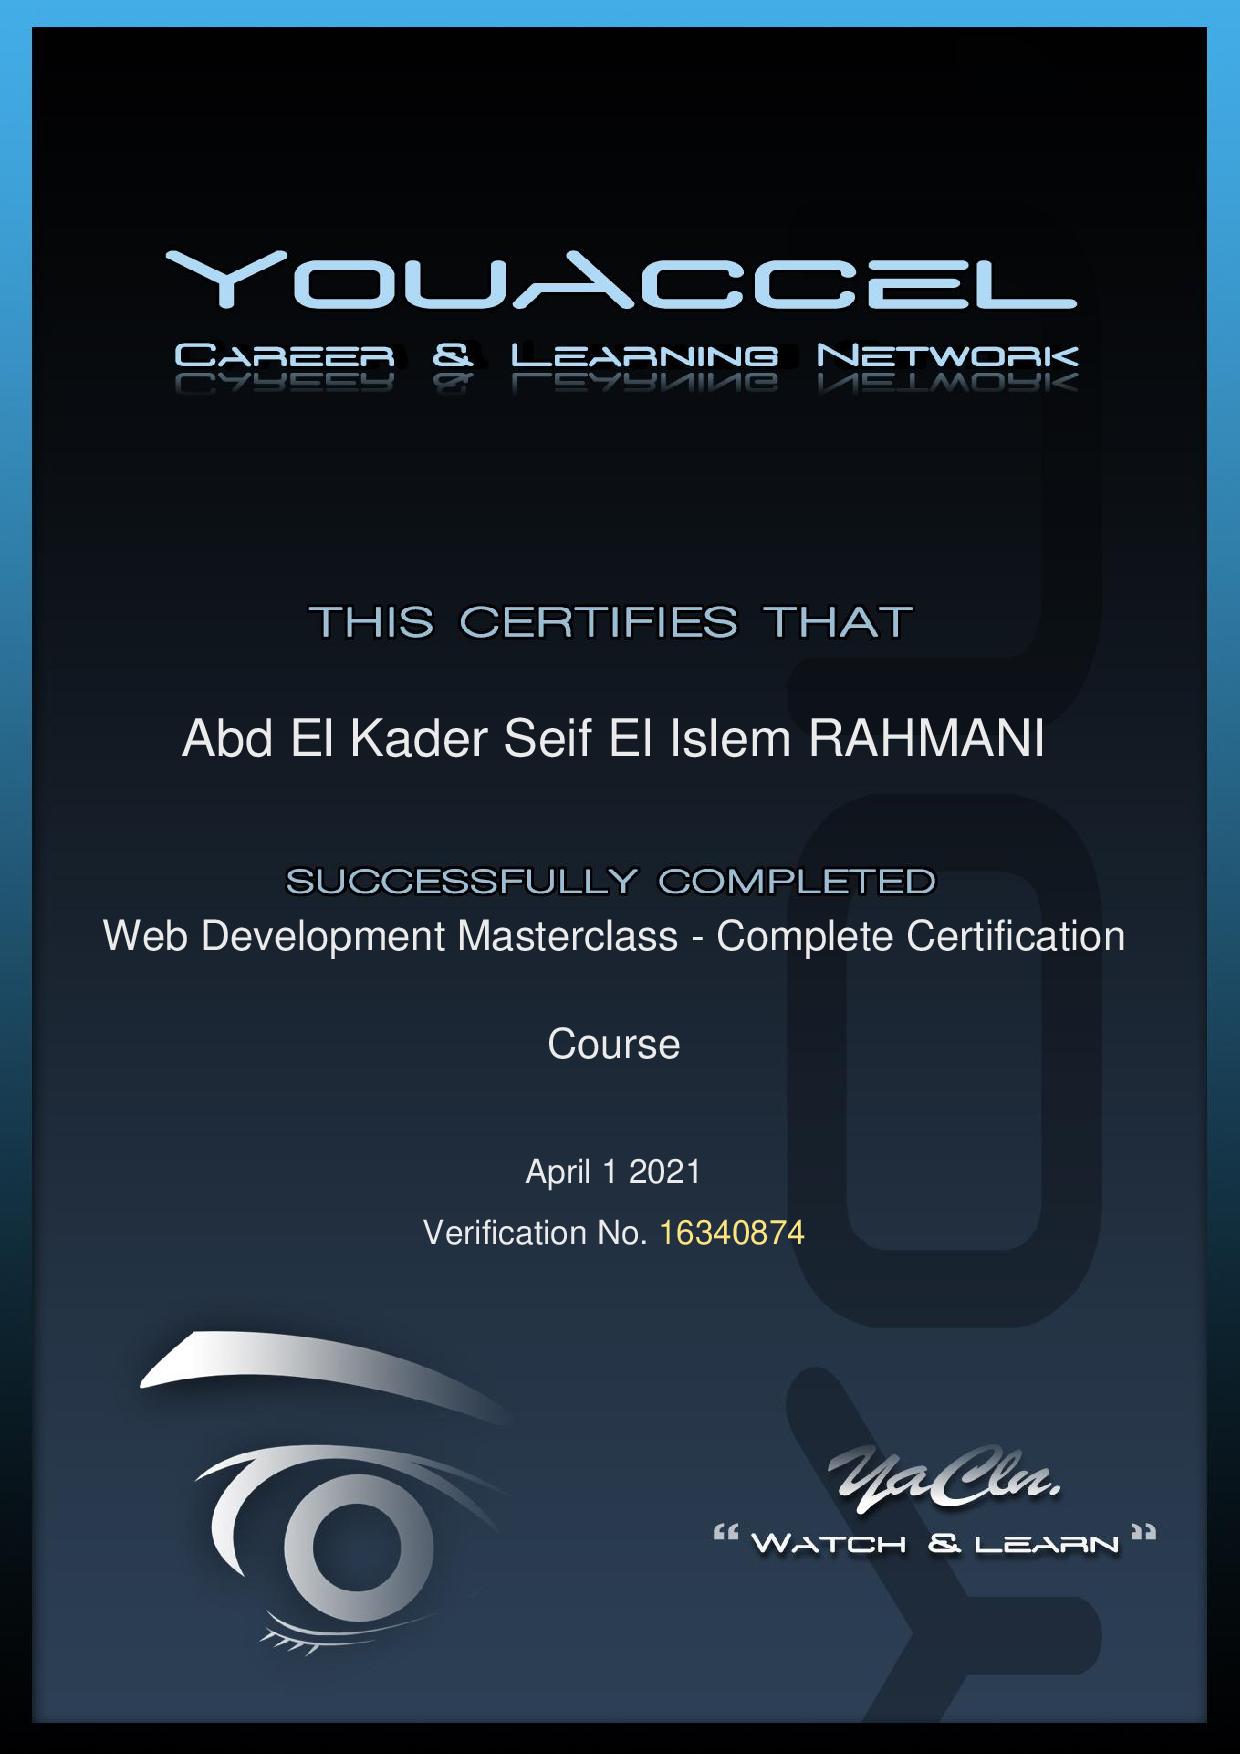 YouAccel
Career & Learning Network
THIS CERTIFIES THAT
Abd El Kader Seif El Islem RAHMANI
SUCCESSFULLY COMPLETED
Web Development Masterclass - Complete Certification
Course
April 1 2021
Verification No. 16340874
YaCln.
“ Watch & Learn ”